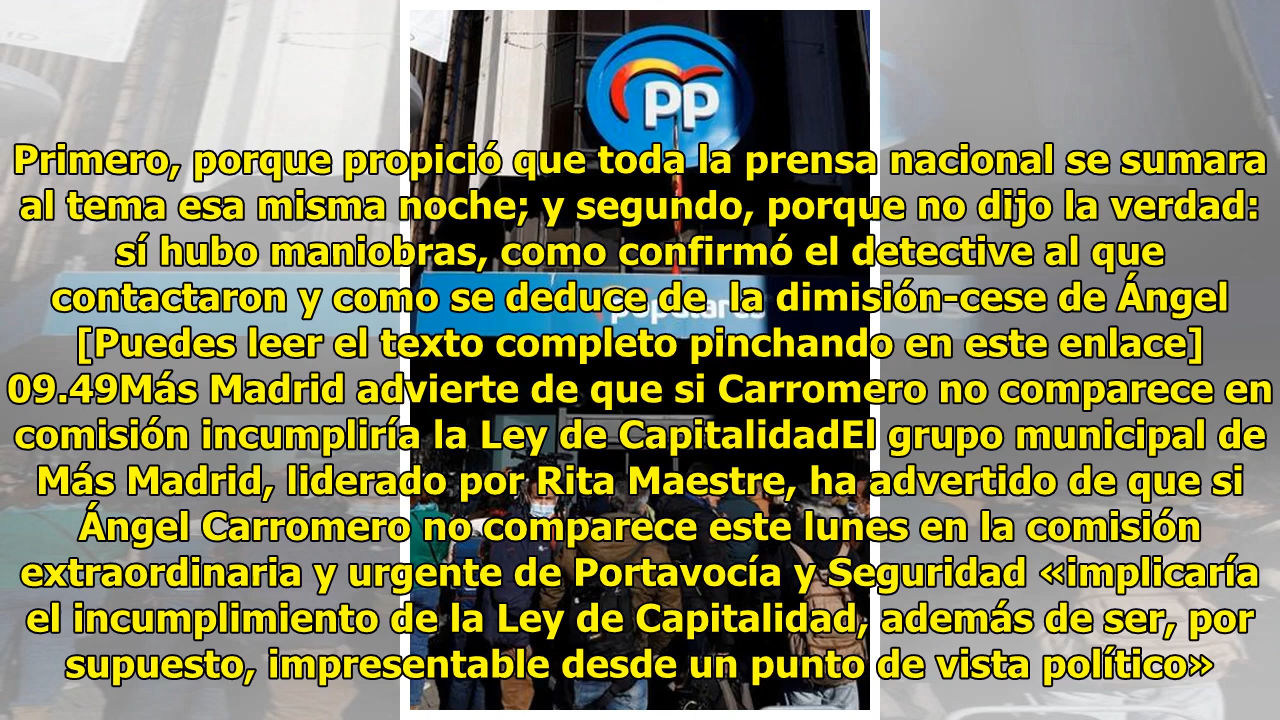 pp
Primero, porque propició que toda la prensa nacional se sumara
al tema esa misma noche; y segundo, porque no dijo la verdad:
sí hubo maniobras, como confirmó el detective al que
contactaron y como se deduce de  la dimisión-cese de Ángel
populares
[Puedes leer el texto completo pinchando en este enlace]
09.49Más Madrid advierte de que si Carromero no comparece en
comisión incumpliría la Ley de CapitalidadEl grupo municipal de
Más Madrid, liderado por Rita Maestre, ha advertido de que si
Ángel Carromero no comparece este lunes en la comisión
extraordinaria y urgente de Portavocía y Seguridad «implicaría
el incumplimiento de la Ley de Capitalidad, además de ser, por
supuesto, impresentable desde un punto de vista político»